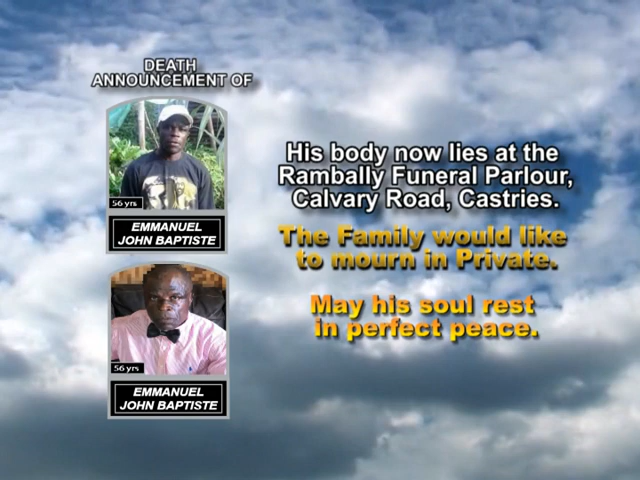 DEATH
ANNOUNCEMENT OF
56 yrs
EMMANUEL
JOHN BAPTISTE
56 yrs
EMMANUEL
JOHN BAPTISTE
His body now lies at the
Rambally Funeral Parlour,
Calvary Road, Castries.
The Family would like
to mourn in Private.
May his soul rest
in perfect peace.